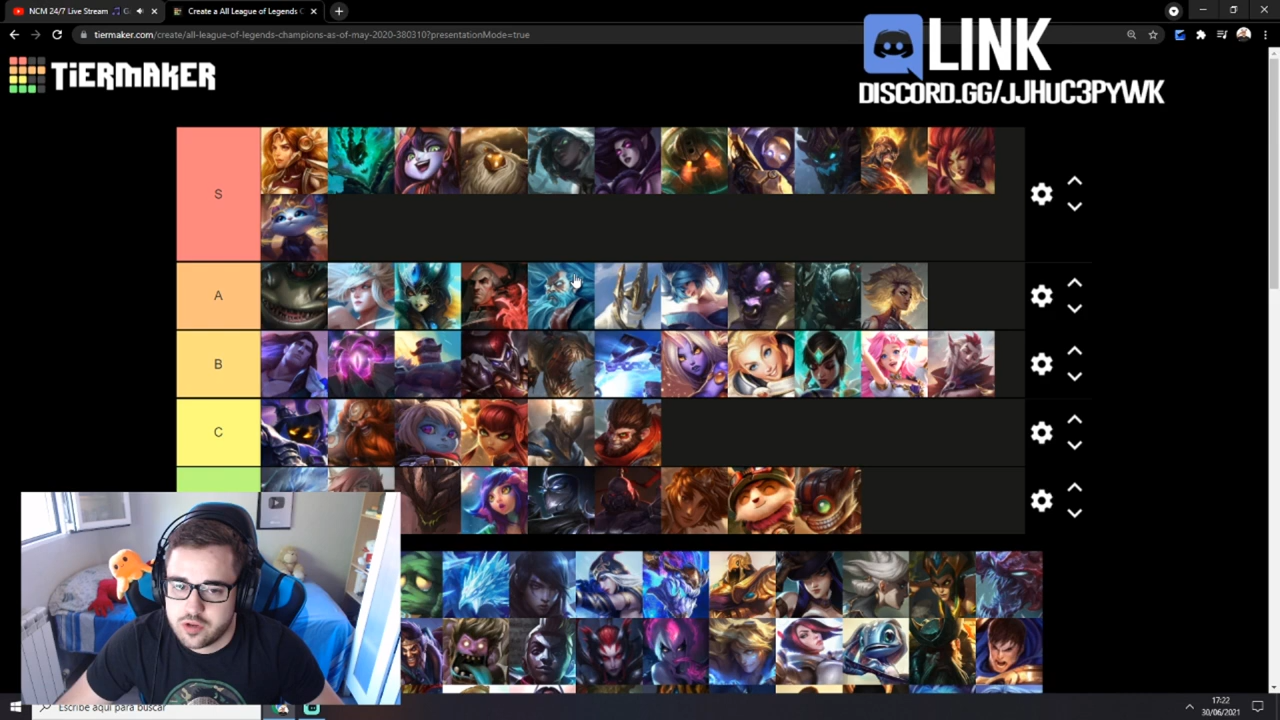 NCM 24/7 Live Stream
Create a All League of Legends C
tiermaker.com/create/all-league-of-legends-champions-as-of-may-2020-380310?presentationMode=true
TiERMAKER
LINK
DISCORD.GG/JJHUC3PYWK
S
A
B
C
Escribe aquí para buscar
17:22
30/06/2021